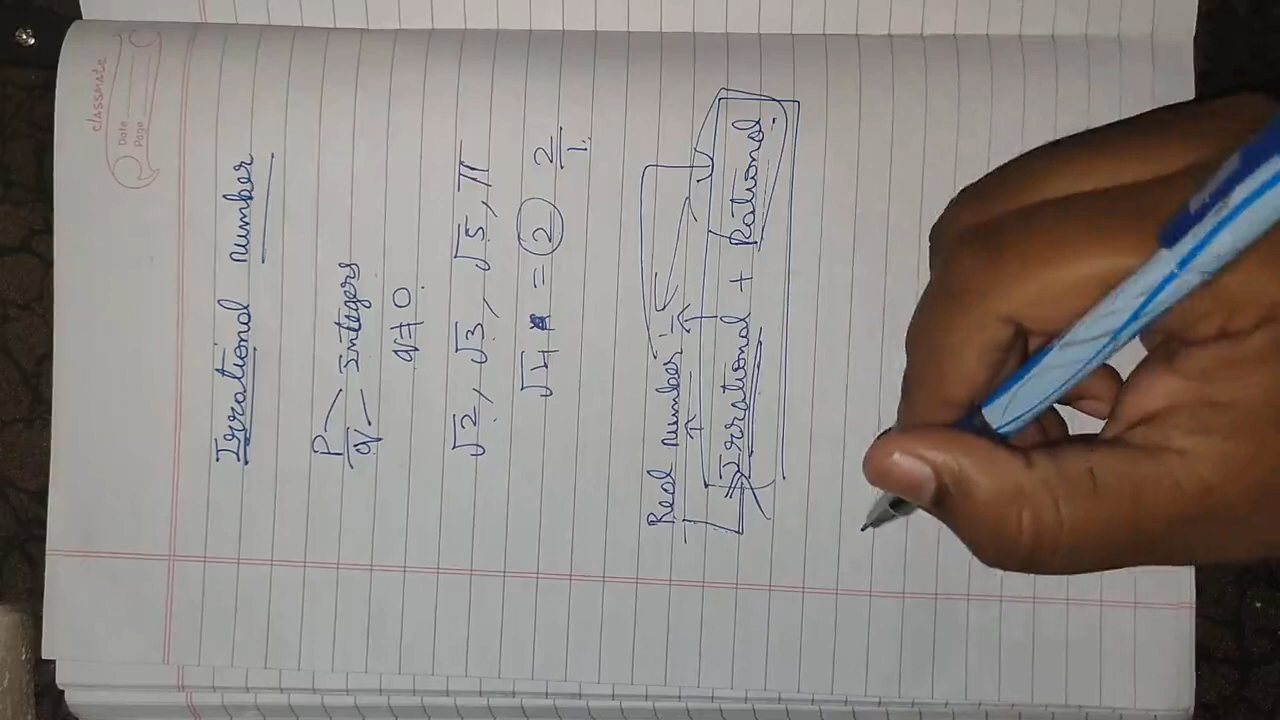 classmate
Date
Page
Irrational number
P
q Integers
q≠0
√2, √3, √5, π
√4 = 2 2/1
Real number :-
Irrational + Rational